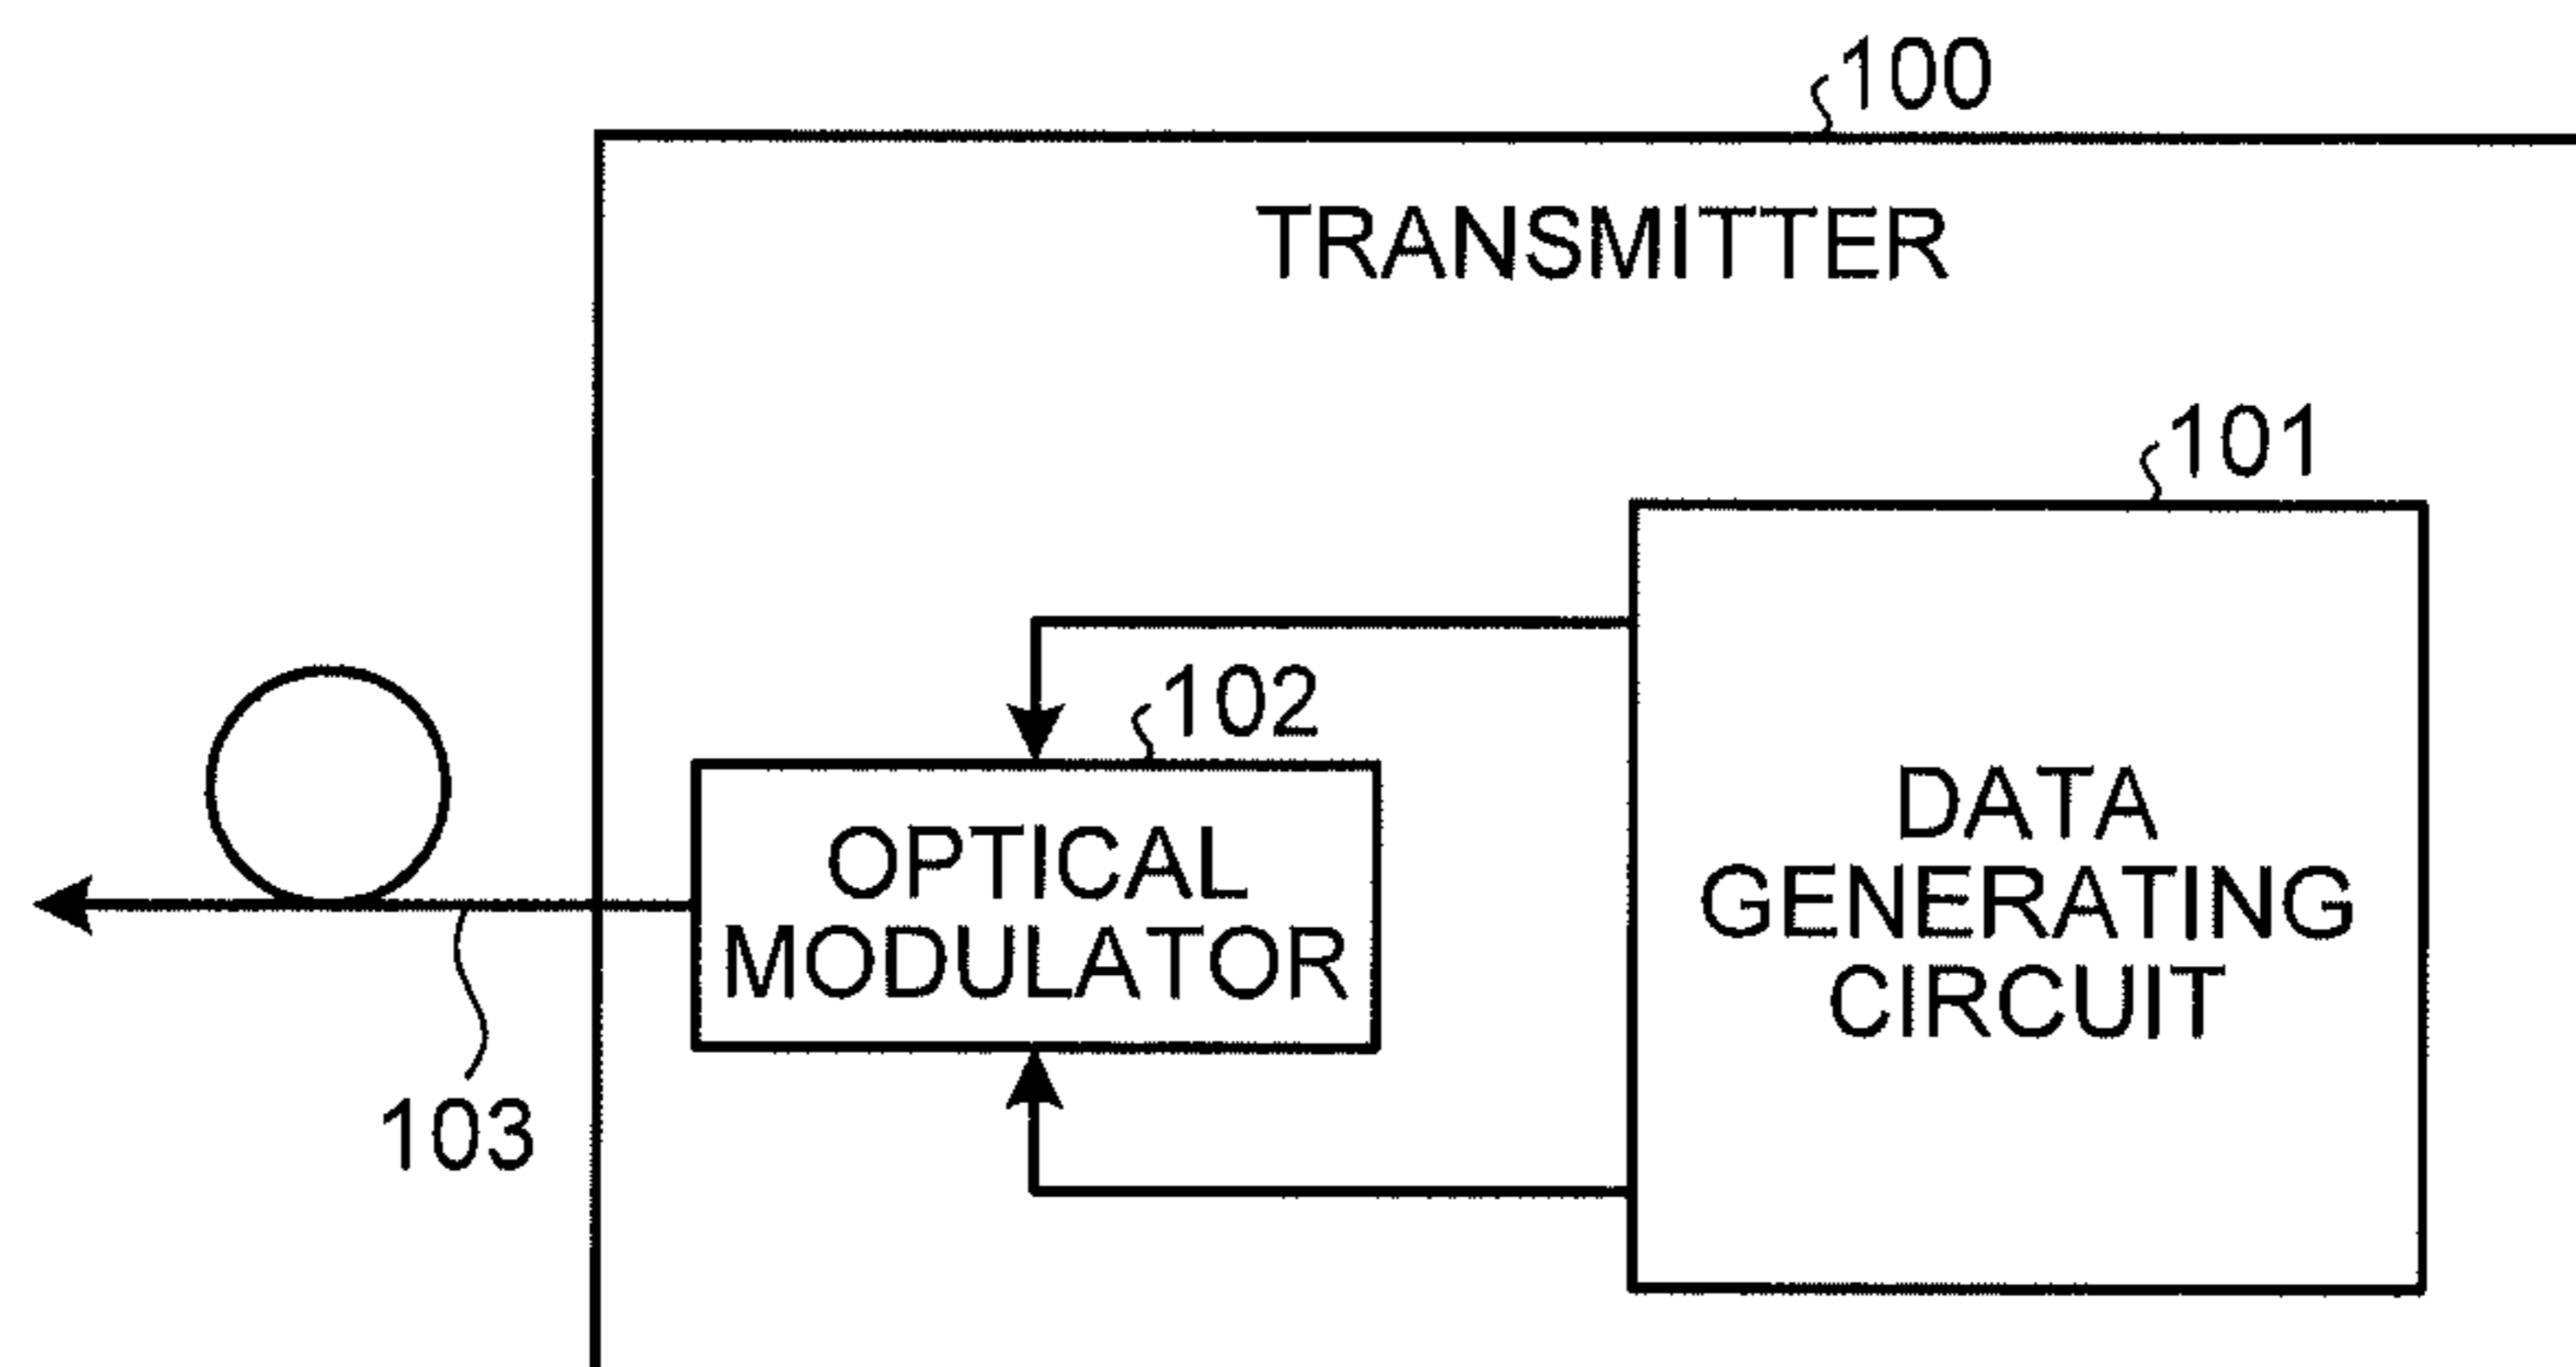 100
TRANSMITTER
101
102
DATA
GENERATING
CIRCUIT
OPTICAL
MODULATOR
103